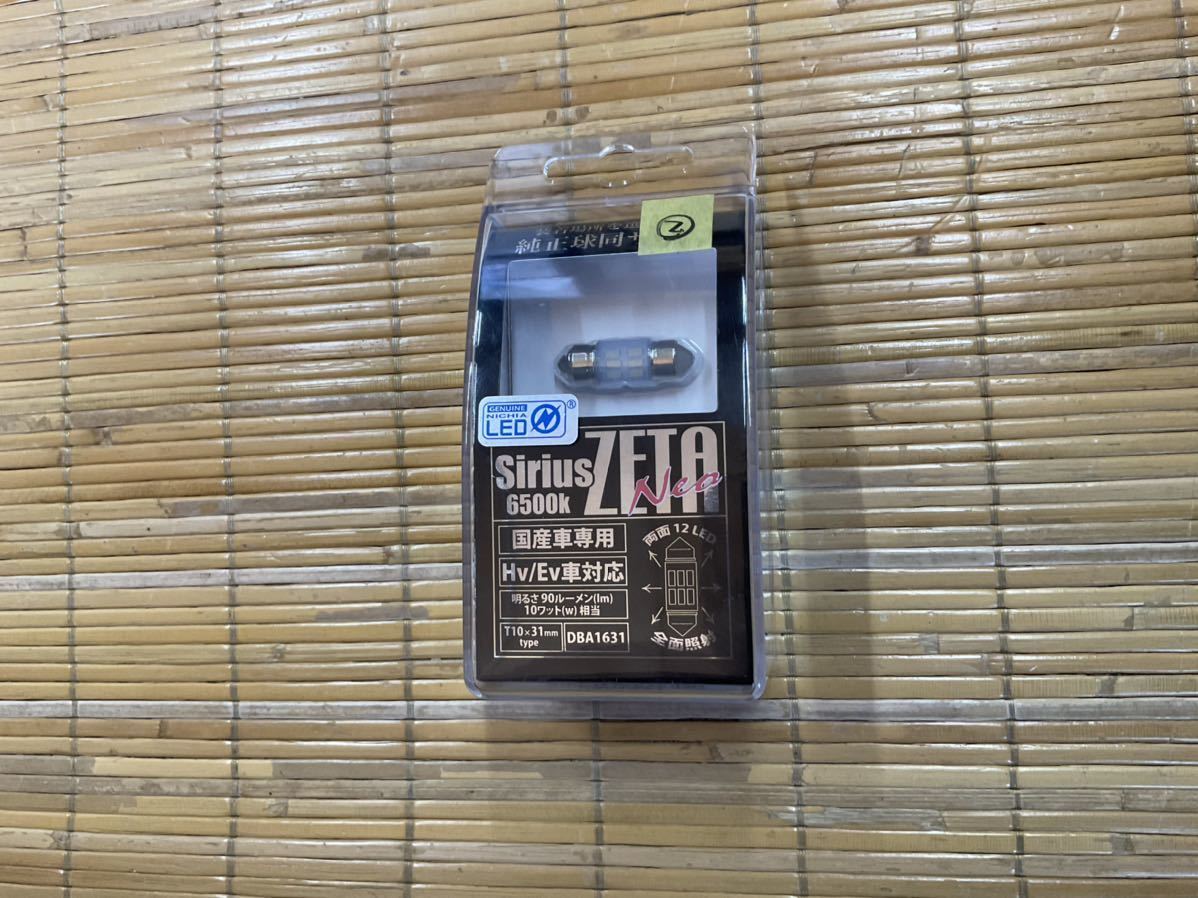 純正球同
②
GENUINE
NICHIA
LED
®
Sirius ZETA
6500k Neo
国産車専用
Hv/Ev車対応
明るさ 90ルーメン(lm)
10ワット(w) 相当
T10×31mm
type
DBA1631
両面 12 LED
全面照射